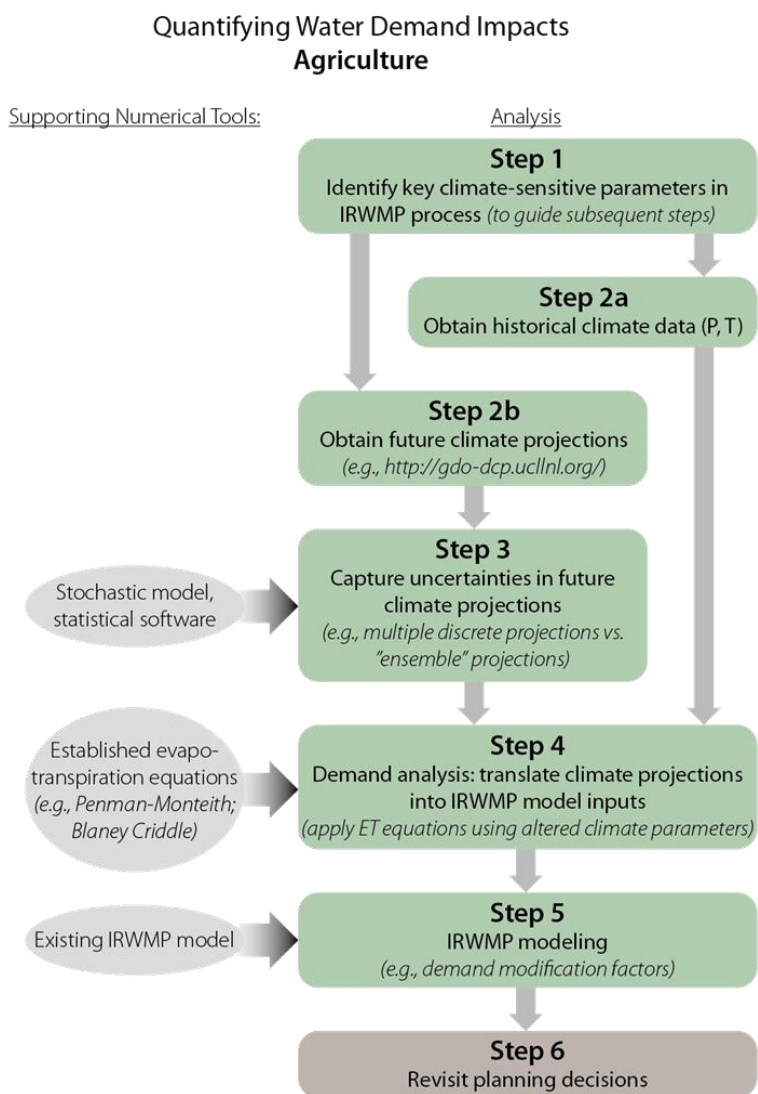 Quantifying Water Demand Impacts
Agriculture
Supporting Numerical Tools:
Analysis
Step 1
Identify key climate-sensitive parameters in
IRWMP process (to guide subsequent steps)
Step 2a
Obtain historical climate data (P, T)
Step 2b
Obtain future climate projections
(e.g., http://gdo-dcp.ucllnl.org/)
Step 3
Capture uncertainties in future
climate projections
(e.g., multiple discrete projections vs.
"ensemble" projections)
Stochastic model,
statistical software
Step 4
Demand analysis: translate climate projections
into IRWMP model inputs
(apply ET equations using altered climate parameters)
Established evapo-
transpiration equations
(e.g., Penman-Monteith;
Blaney Criddle)
Step 5
IRWMP modeling
(e.g., demand modification factors)
Existing IRWMP model
Step 6
Revisit planning decisions